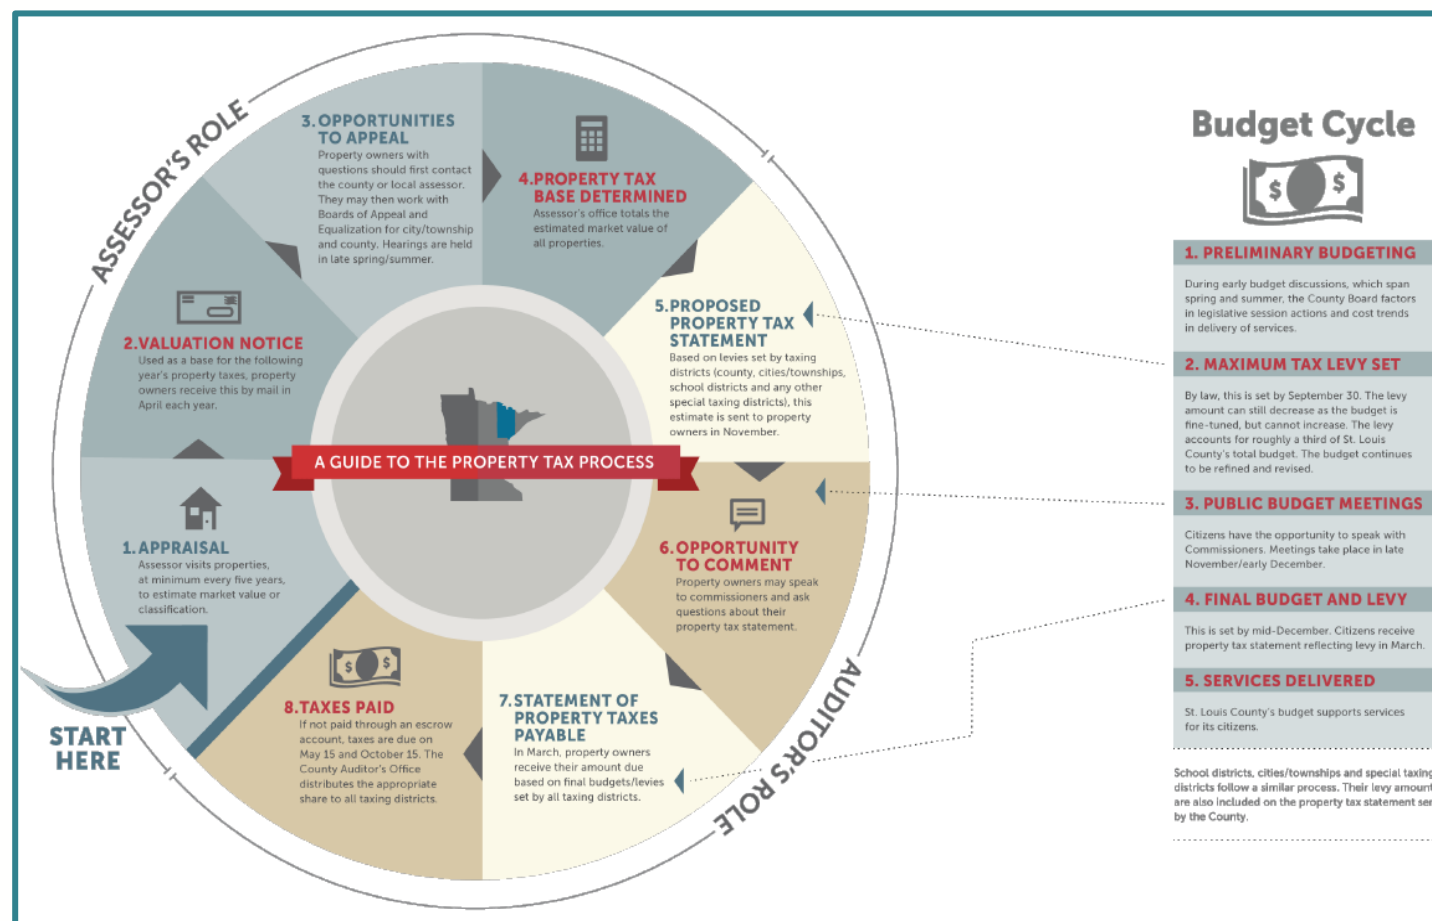 ASSESSOR'S ROLE
3.OPPORTUNITIES
TO APPEAL
Property owners with
questions should first contact
the county or local assessor.
They may then work with
Boards of Appeal and
Equalization for city/township
and county. Hearings are held
in late spring/summer.
4.PROPERTY TAX
BASE DETERMINED
Assessor's office totals the
estimated market value of
all properties.
2.VALUATION NOTICE
Used as a base for the following
year's property taxes, property
owners receive this by mail in
April each year.
5.PROPOSED
PROPERTY TAX
STATEMENT
Based on levies set by taxing
districts (county, cities/townships,
school districts and any other
special taxing districts), this
estimate is sent to property
owners in November.
A GUIDE TO THE PROPERTY TAX PROCESS
1.APPRAISAL
Assessor visits properties,
at minimum every five years,
to estimate market value or
classification.
START
HERE
6.OPPORTUNITY
TO COMMENT
Property owners may speak
to commissioners and ask
questions about their
property tax statement.
$ $
8.TAXES PAID
If not paid through an escrow
account, taxes are due on
May 15 and October 15. The
County Auditor's Office
distributes the appropriate
share to all taxing districts.
7.STATEMENT OF
PROPERTY TAXES
PAYABLE
In March, property owners
receive their amount due
based on final budgets/levies
set by all taxing districts.
AUDITOR'S ROLE
Budget Cycle
$ $
1. PRELIMINARY BUDGETING
During early budget discussions, which span
spring and summer, the County Board factors
in legislative session actions and cost trends
in delivery of services.
2. MAXIMUM TAX LEVY SET
By law, this is set by September 30. The levy
amount can still decrease as the budget is
fine-tuned, but cannot increase. The levy
accounts for roughly a third of St. Louis
County's total budget. The budget continues
to be refined and revised.
3. PUBLIC BUDGET MEETINGS
Citizens have the opportunity to speak with
Commissioners. Meetings take place in late
November/early December.
4. FINAL BUDGET AND LEVY
This is set by mid-December. Citizens receive
property tax statement reflecting levy in March.
5. SERVICES DELIVERED
St. Louis County's budget supports services
for its citizens.
School districts, cities/townships and special taxing
districts follow a similar process. Their levy amount
are also included on the property tax statement
by the County.